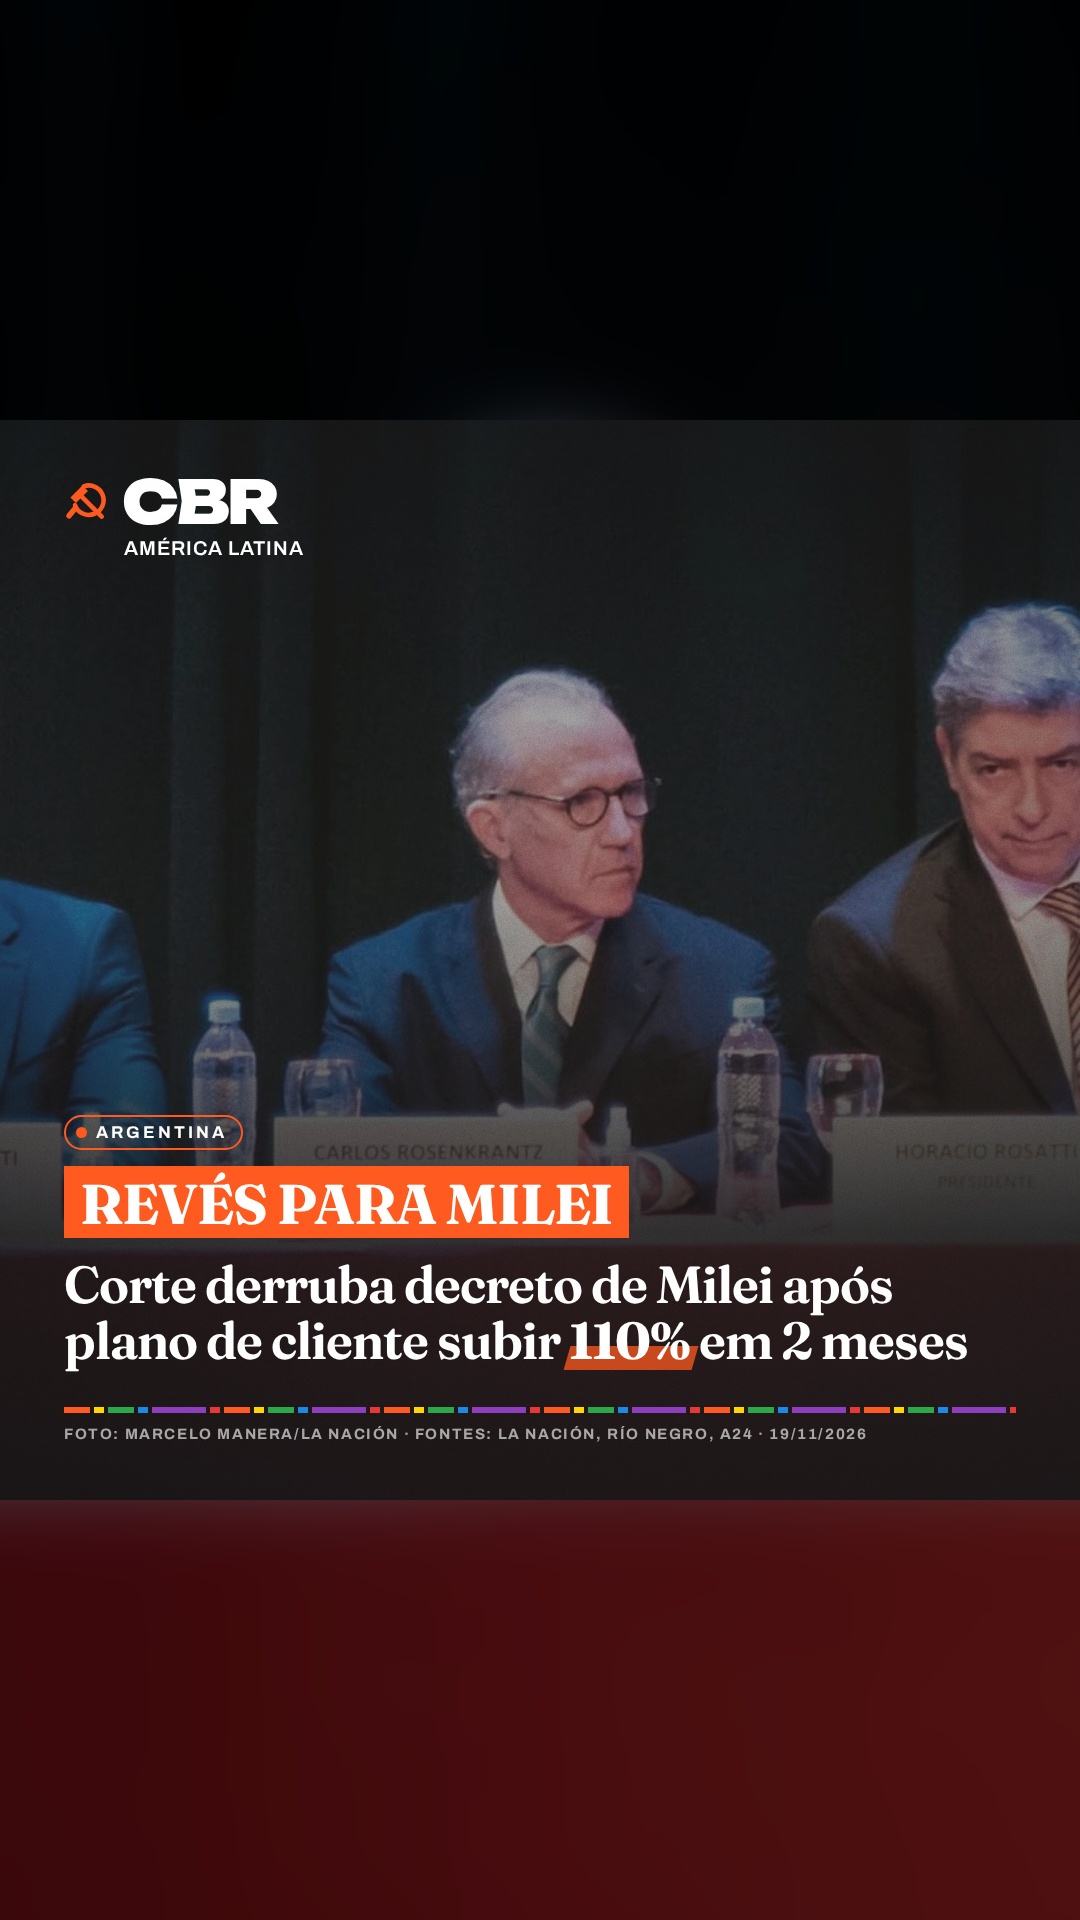 CBR
AMÉRICA LATINA
ARGENTINA
TI
CARLOS ROSENKRANTZ
HORACIO ROSATTI
PRESIDENTE
REVÉS PARA MILEI
Corte derruba decreto de Milei após
plano de cliente subir 110% em 2 meses
FOTO: MARCELO MANERA/LA NACIÓN · FONTES: LA NACIÓN, RÍO NEGRO, A24 · 19/11/2026